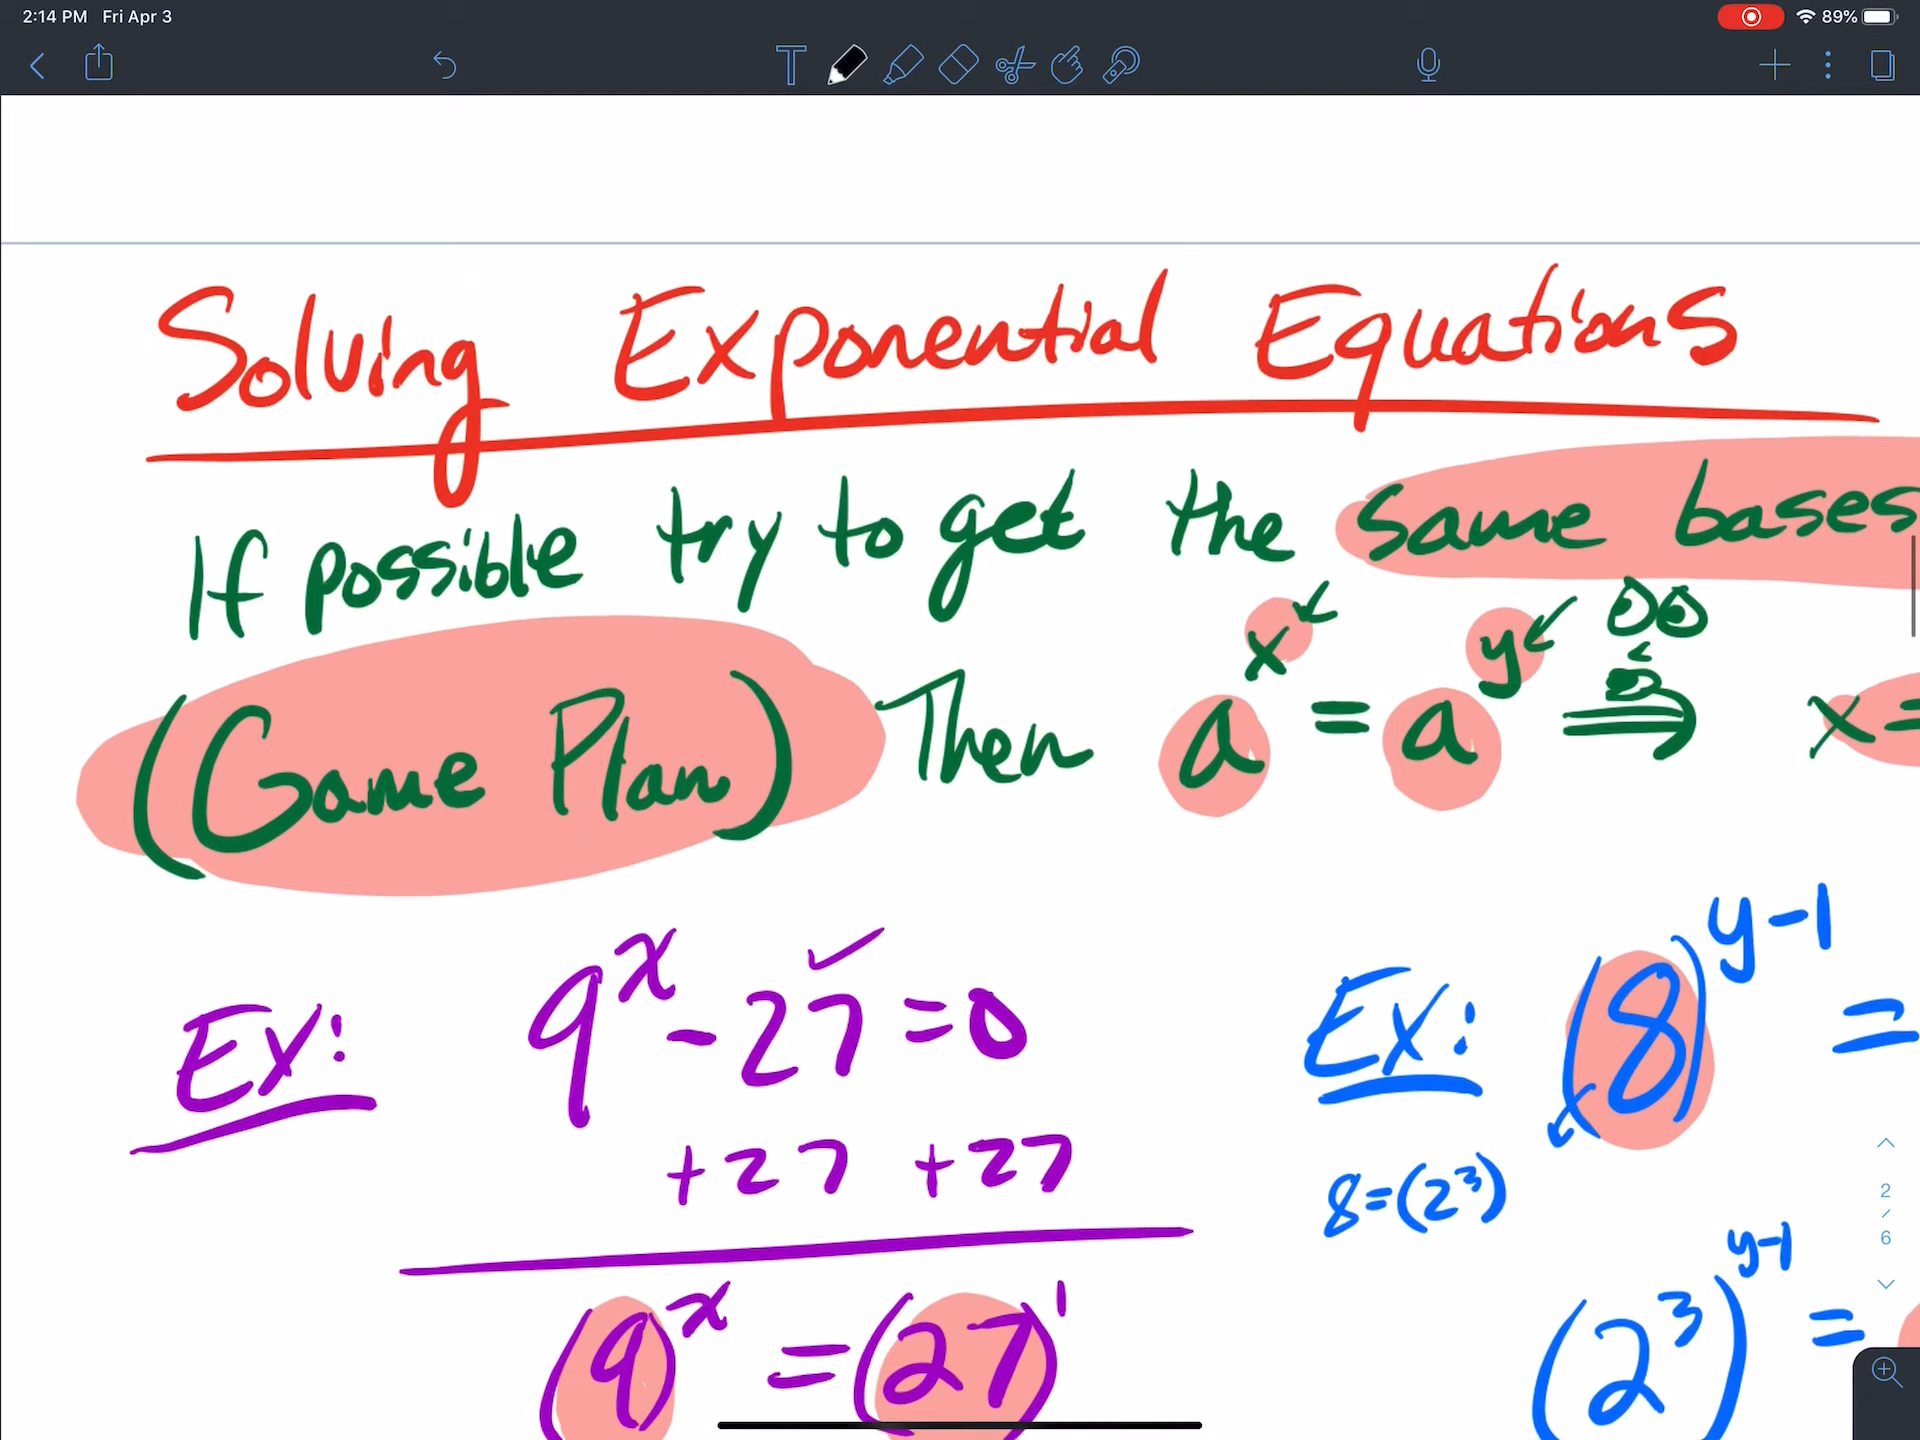 2:14 PM Fri Apr 3
89%
Solving Exponential Equations
If possible try to get the same bases
(Game Plan) Then a^x = a^y ⇒ x=
Ex: 9^x - 27 = 0
+27 +27
(9)^x = (27)^1
Ex: (8)^y-1 =
8=(2^3)
(2^3)^y-1 =
2
/
6